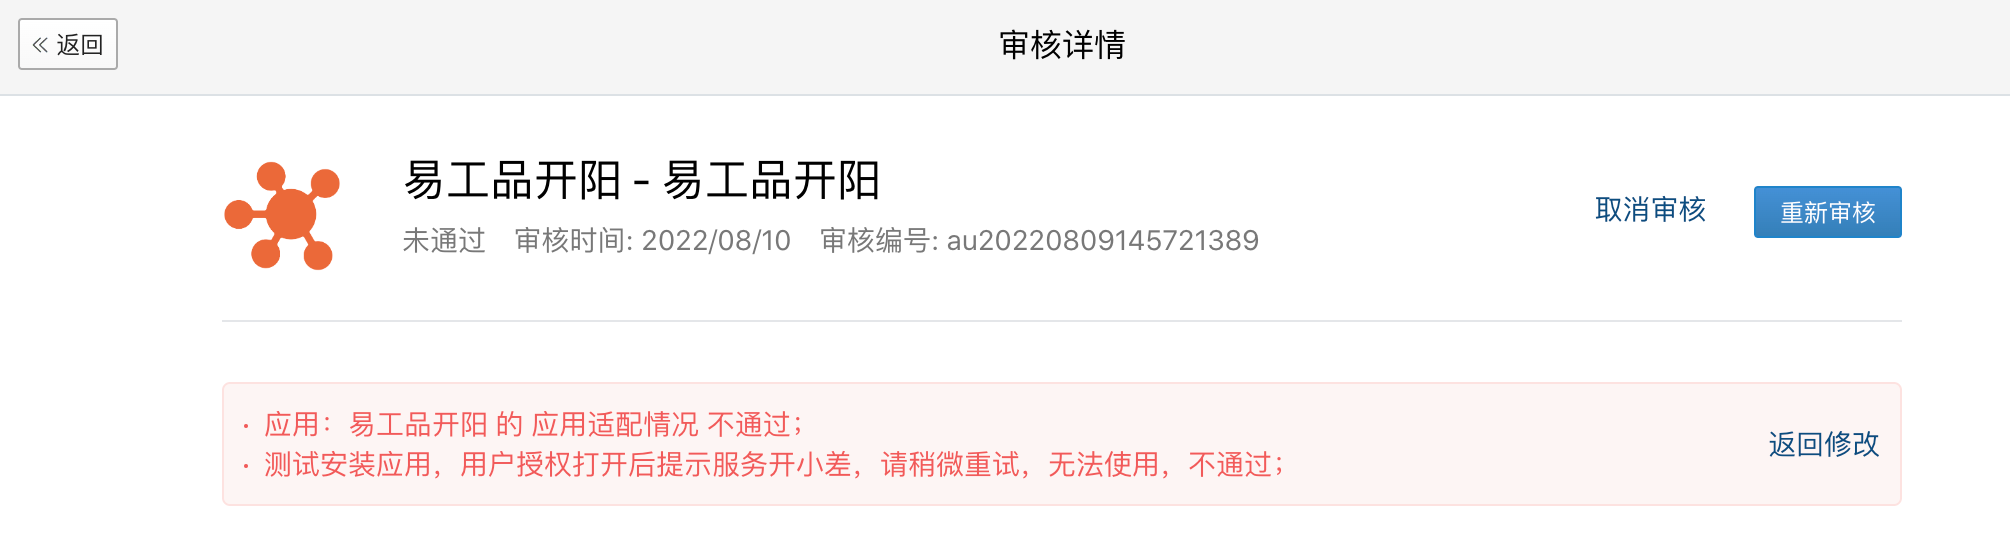 « 返回
审核详情
易工品开阳 - 易工品开阳
未通过 审核时间: 2022/08/10 审核编号: au20220809145721389
取消审核
重新审核
· 应用：易工品开阳 的 应用适配情况 不通过；
· 测试安装应用，用户授权打开后提示服务开小差，请稍微重试，无法使用，不通过；
返回修改